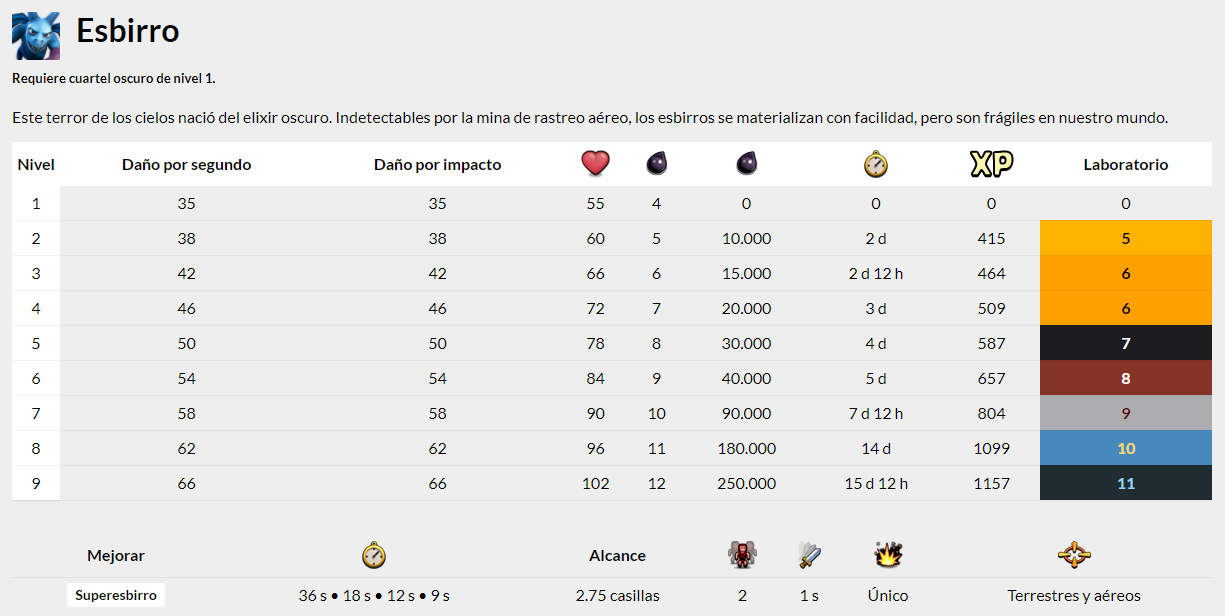 Esbirro
Requiere cuartel oscuro de nivel 1.
Este terror de los cielos nació del elixir oscuro. Indetectables por la mina de rastreo aéreo, los esbirros se materializan con facilidad, pero son frágiles en nuestro mundo.
Nivel Daño por segundo Daño por impacto XP Laboratorio
1 35 35 55 4 0 0 0 0
2 38 38 60 5 10.000 2 d 415 5
3 42 42 66 6 15.000 2 d 12 h 464 6
4 46 46 72 7 20.000 3 d 509 6
5 50 50 78 8 30.000 4 d 587 7
6 54 54 84 9 40.000 5 d 657 8
7 58 58 90 10 90.000 7 d 12 h 804 9
8 62 62 96 11 180.000 14 d 1099 10
9 66 66 102 12 250.000 15 d 12 h 1157 11
Mejorar Alcance
Superesbirro 36 s • 18 s • 12 s • 9 s 2.75 casillas 2 1 s Único Terrestres y aéreos